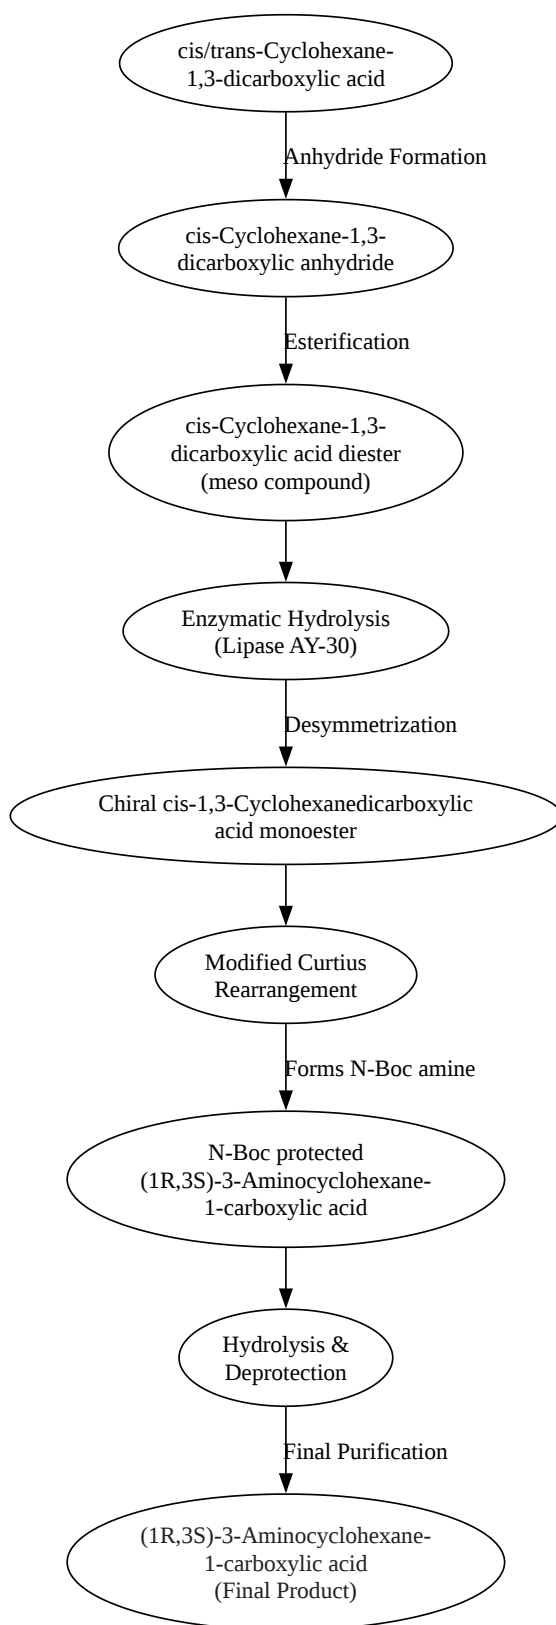 cis/trans-Cyclohexane-
1,3-dicarboxylic acid
Anhydride Formation
cis-Cyclohexane-1,3-
dicarboxylic anhydride
Esterification
cis-Cyclohexane-1,3-
dicarboxylic acid diester
(meso compound)
Enzymatic Hydrolysis
(Lipase AY-30)
Desymmetrization
Chiral cis-1,3-Cyclohexanedicarboxylic
acid monoester
Modified Curtius
Rearrangement
Forms N-Boc amine
N-Boc protected
(1R,3S)-3-Aminocyclohexane-
1-carboxylic acid
Hydrolysis &
Deprotection
Final Purification
(1R,3S)-3-Aminocyclohexane-
1-carboxylic acid
(Final Product)